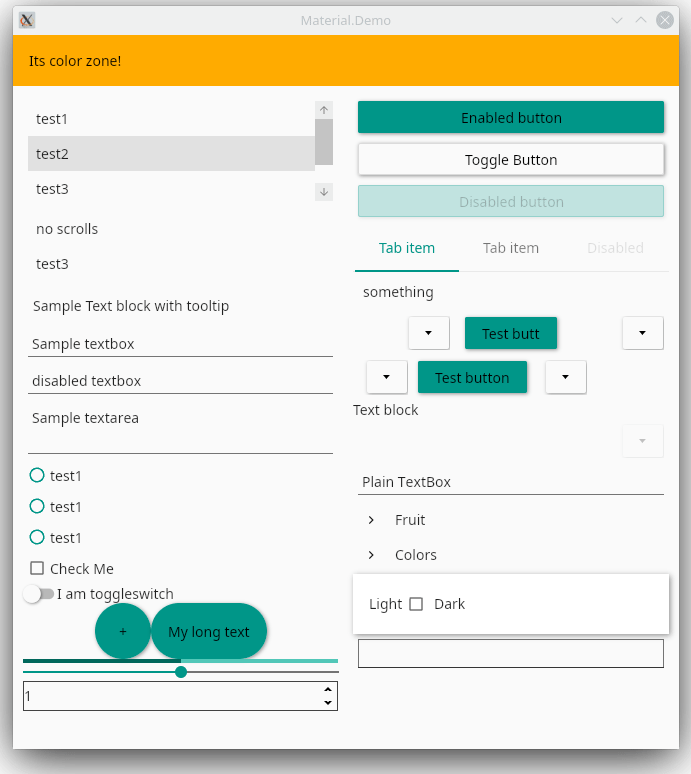 Material.Demo
Its color zone!
test1
test2
test3
no scrolls
test3
Sample Text block with tooltip
Sample textbox
disabled textbox
Sample textarea
test1
test1
test1
Check Me
I am toggleswitch
+
My long text
1
Enabled button
Toggle Button
Disabled button
Tab item
Tab item
Disabled
something
Test butt
Test button
Text block
Plain TextBox
Fruit
Colors
Light
Dark